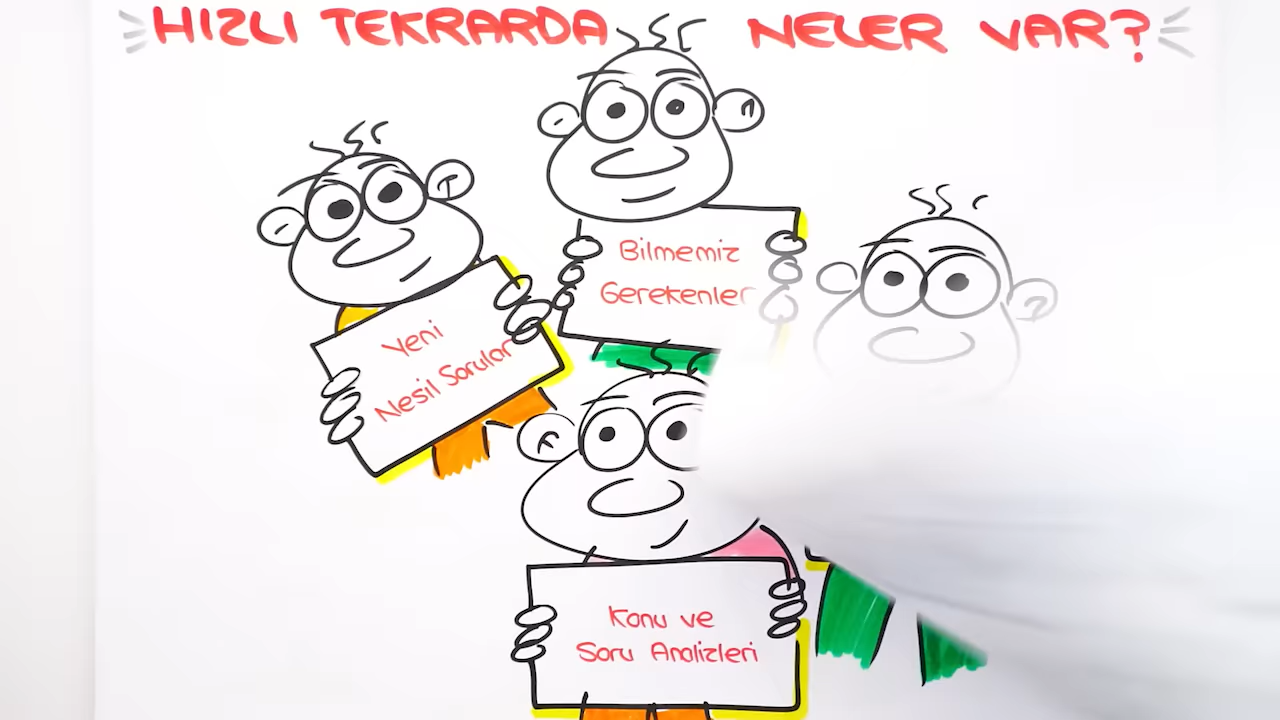 HIZLI TEKRARDA NELER VAR?
Bilmemiz
Gerekenler
Yeni
Nesil Sorular
Konu ve
Soru Analizleri